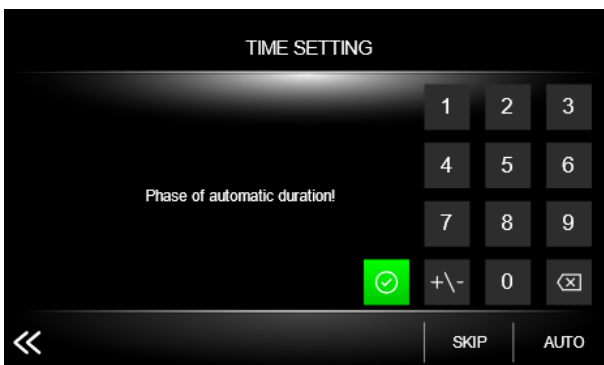 TIME SETTING
1 2 3
4 5 6
Phase of automatic duration!
7 8 9
+\- 0
SKIP AUTO